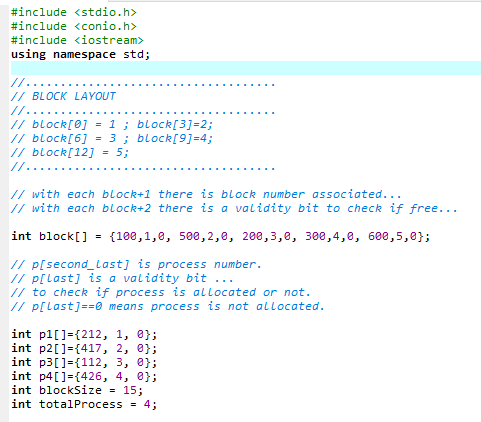 #include <stdio.h>
#include <conio.h>
#include <iostream>
using namespace std;
//.....................................
// BLOCK LAYOUT
//.....................................
// block[0] = 1 ; block[3]=2;
// block[6] = 3 ; block[9]=4;
// block[12] = 5;
//.....................................
// with each block+1 there is block number associated...
// with each block+2 there is a validity bit to check if free...
int block[] = {100,1,0, 500,2,0, 200,3,0, 300,4,0, 600,5,0};
// p[second_last] is process number.
// p[last] is a validity bit ...
// to check if process is allocated or not.
// p[last]==0 means process is not allocated.
int p1[]={212, 1, 0};
int p2[]={417, 2, 0};
int p3[]={112, 3, 0};
int p4[]={426, 4, 0};
int blockSize = 15;
int totalProcess = 4;